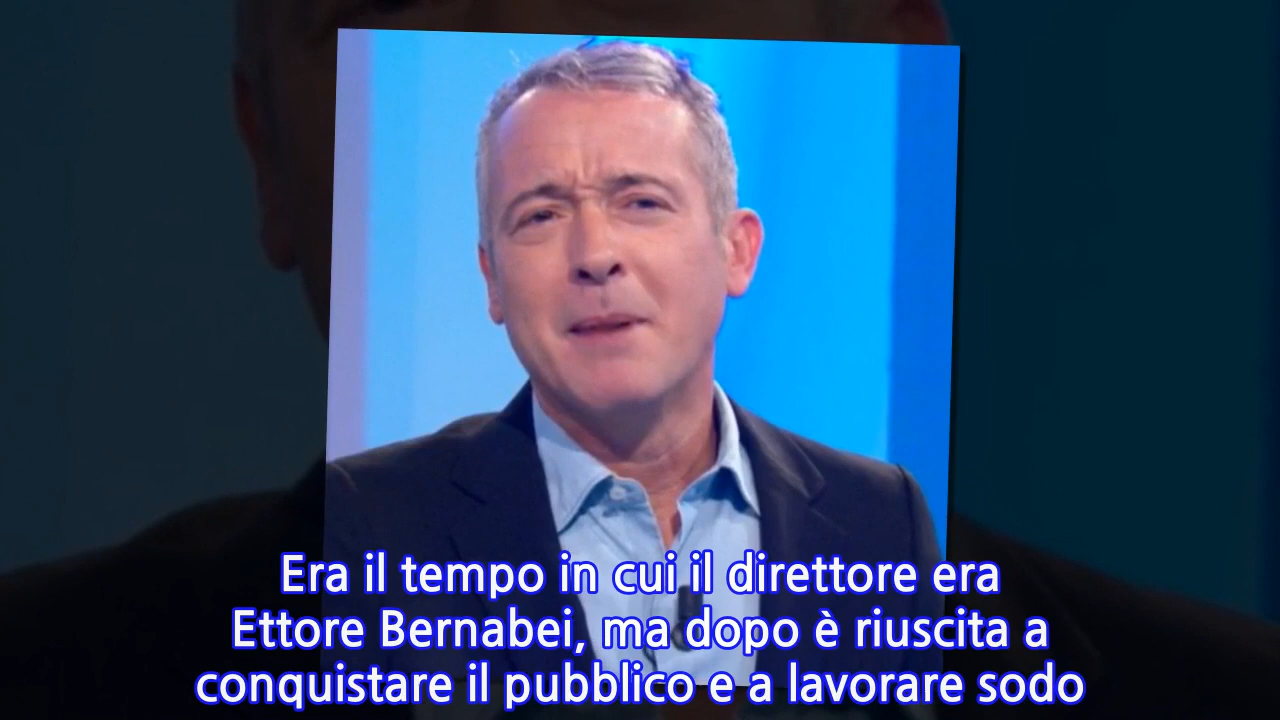 Era il tempo in cui il direttore era
Ettore Bernabei, ma dopo è riuscita a
conquistare il pubblico e a lavorare sodo